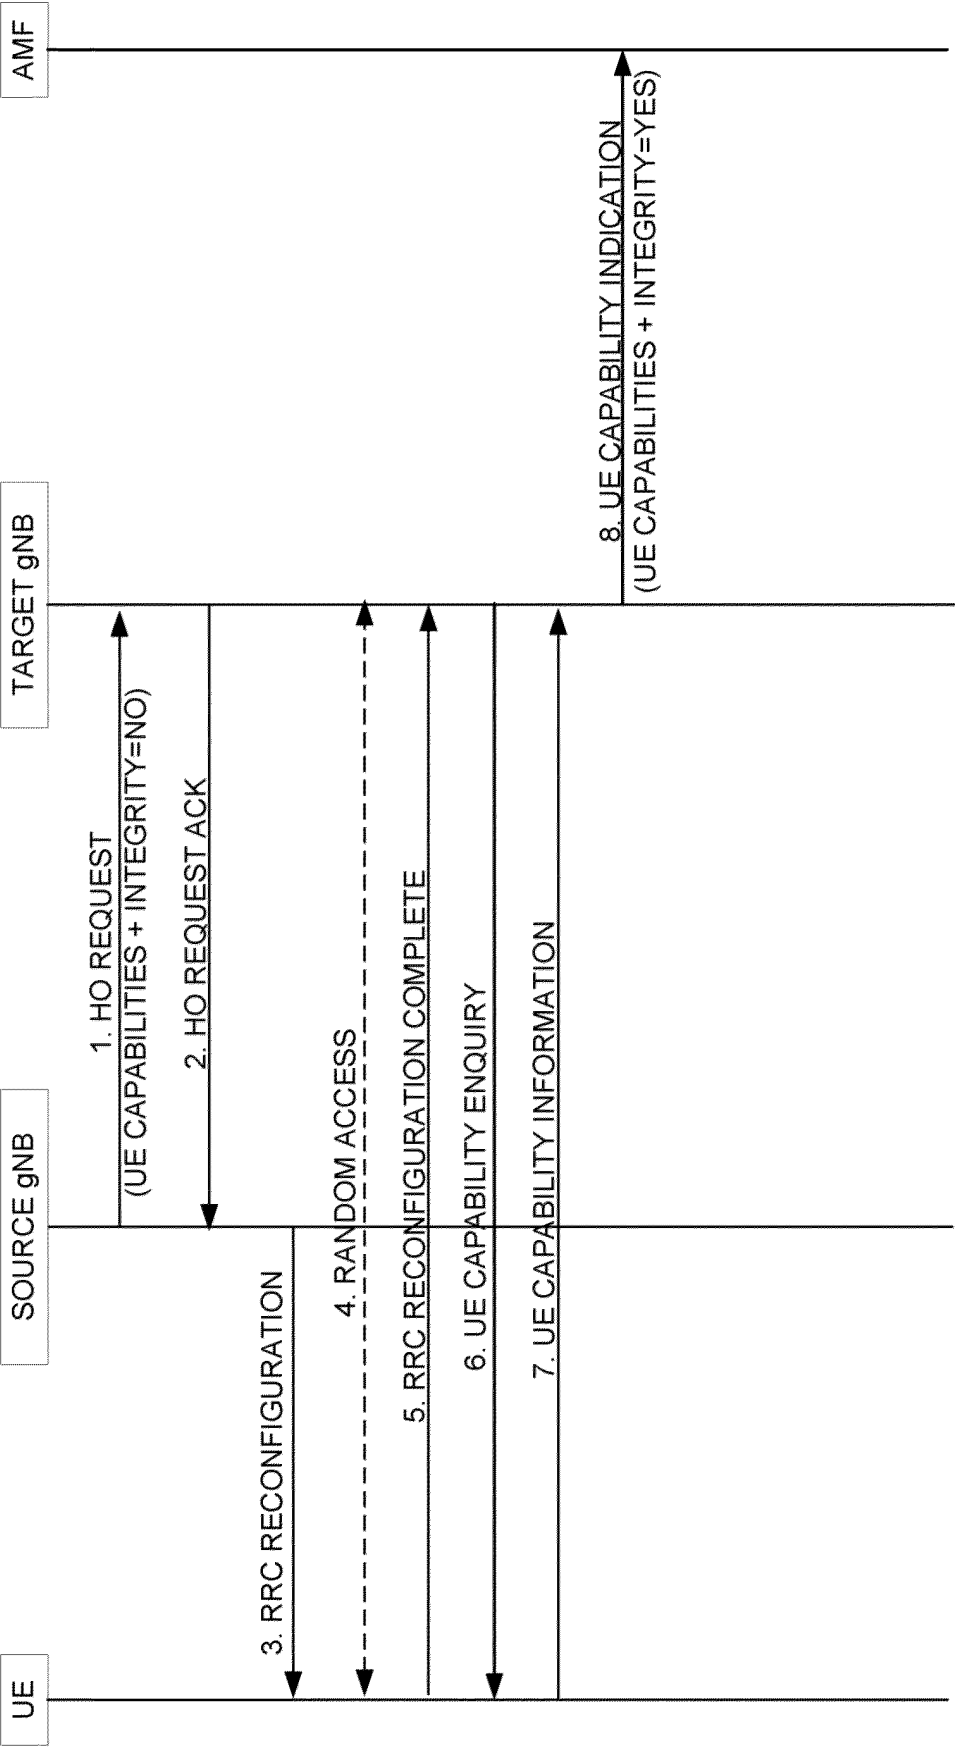 UE
SOURCE gNB
TARGET gNB
AMF
1. HO REQUEST
(UE CAPABILITIES + INTEGRITY=NO)
2. HO REQUEST ACK
3. RRC RECONFIGURATION
4. RANDOM ACCESS
5. RRC RECONFIGURATION COMPLETE
6. UE CAPABILITY ENQUIRY
7. UE CAPABILITY INFORMATION
8. UE CAPABILITY INDICATION
(UE CAPABILITIES + INTEGRITY=YES)